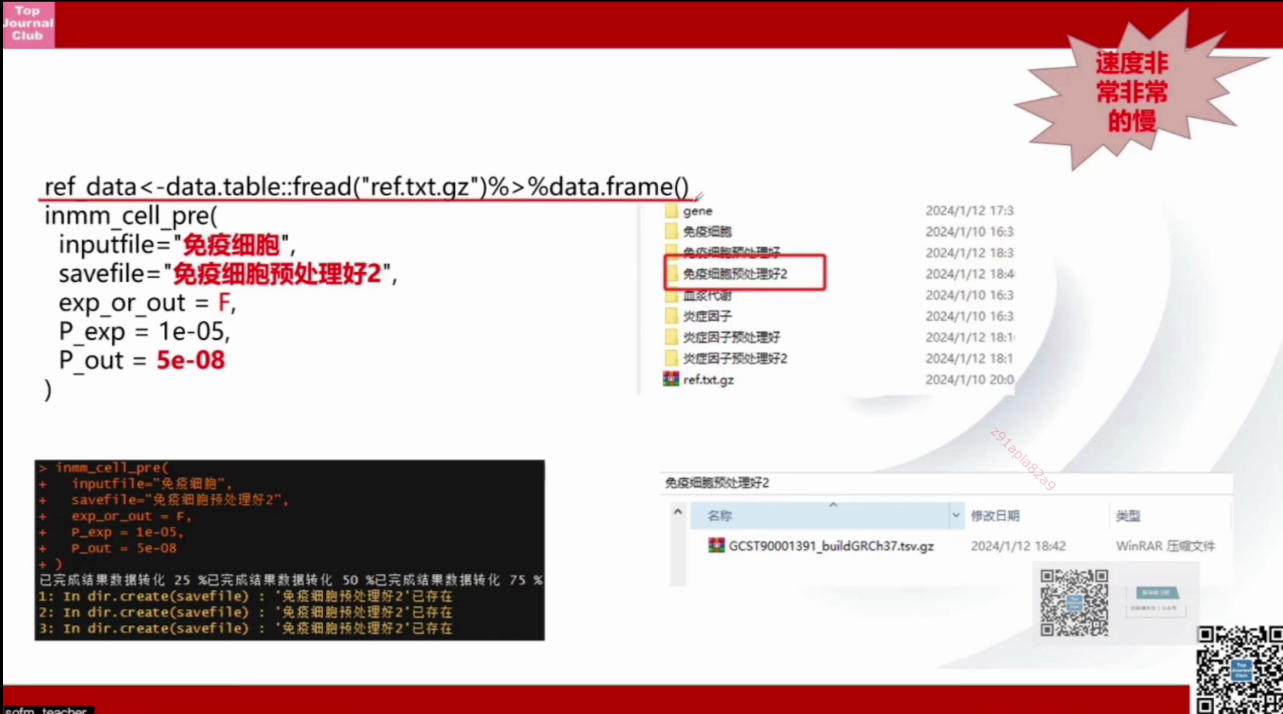 Top
Journal
Club
速度非
常非常
的慢
ref_data<-data.table::fread("ref.txt.gz")%>%data.frame()
inmm_cell_pre(
inputfile="免疫细胞",
savefile="免疫细胞预处理好2",
exp_or_out = F,
P_exp = 1e-05,
P_out = 5e-08
)
gene 2024/1/12 17:3
免疫细胞 2024/1/10 16:3
免疫细胞预处理好 2024/1/12 18:3
免疫细胞预处理好2 2024/1/12 18:4
血浆代谢 2024/1/10 16:3
炎症因子 2024/1/10 16:3
炎症因子预处理好 2024/1/12 18:1
炎症因子预处理好2 2024/1/12 18:1
ref.txt.gz 2024/1/10 20:0
z91apla82a9
> inmm_cell_pre(
+ inputfile="免疫细胞",
+ savefile="免疫细胞预处理好2",
+ exp_or_out = F,
+ P_exp = 1e-05,
+ P_out = 5e-08
+ )
已完成结果数据转化 25 %已完成结果数据转化 50 %已完成结果数据转化 75 %
1: In dir.create(savefile) : '免疫细胞预处理好2'已存在
2: In dir.create(savefile) : '免疫细胞预处理好2'已存在
3: In dir.create(savefile) : '免疫细胞预处理好2'已存在
免疫细胞预处理好2
名称 修改日期 类型
GCST90001391_buildGRCh37.tsv.gz 2024/1/12 18:42 WinRAR 压缩文件
Top
Journal
Club
sofm_teacher